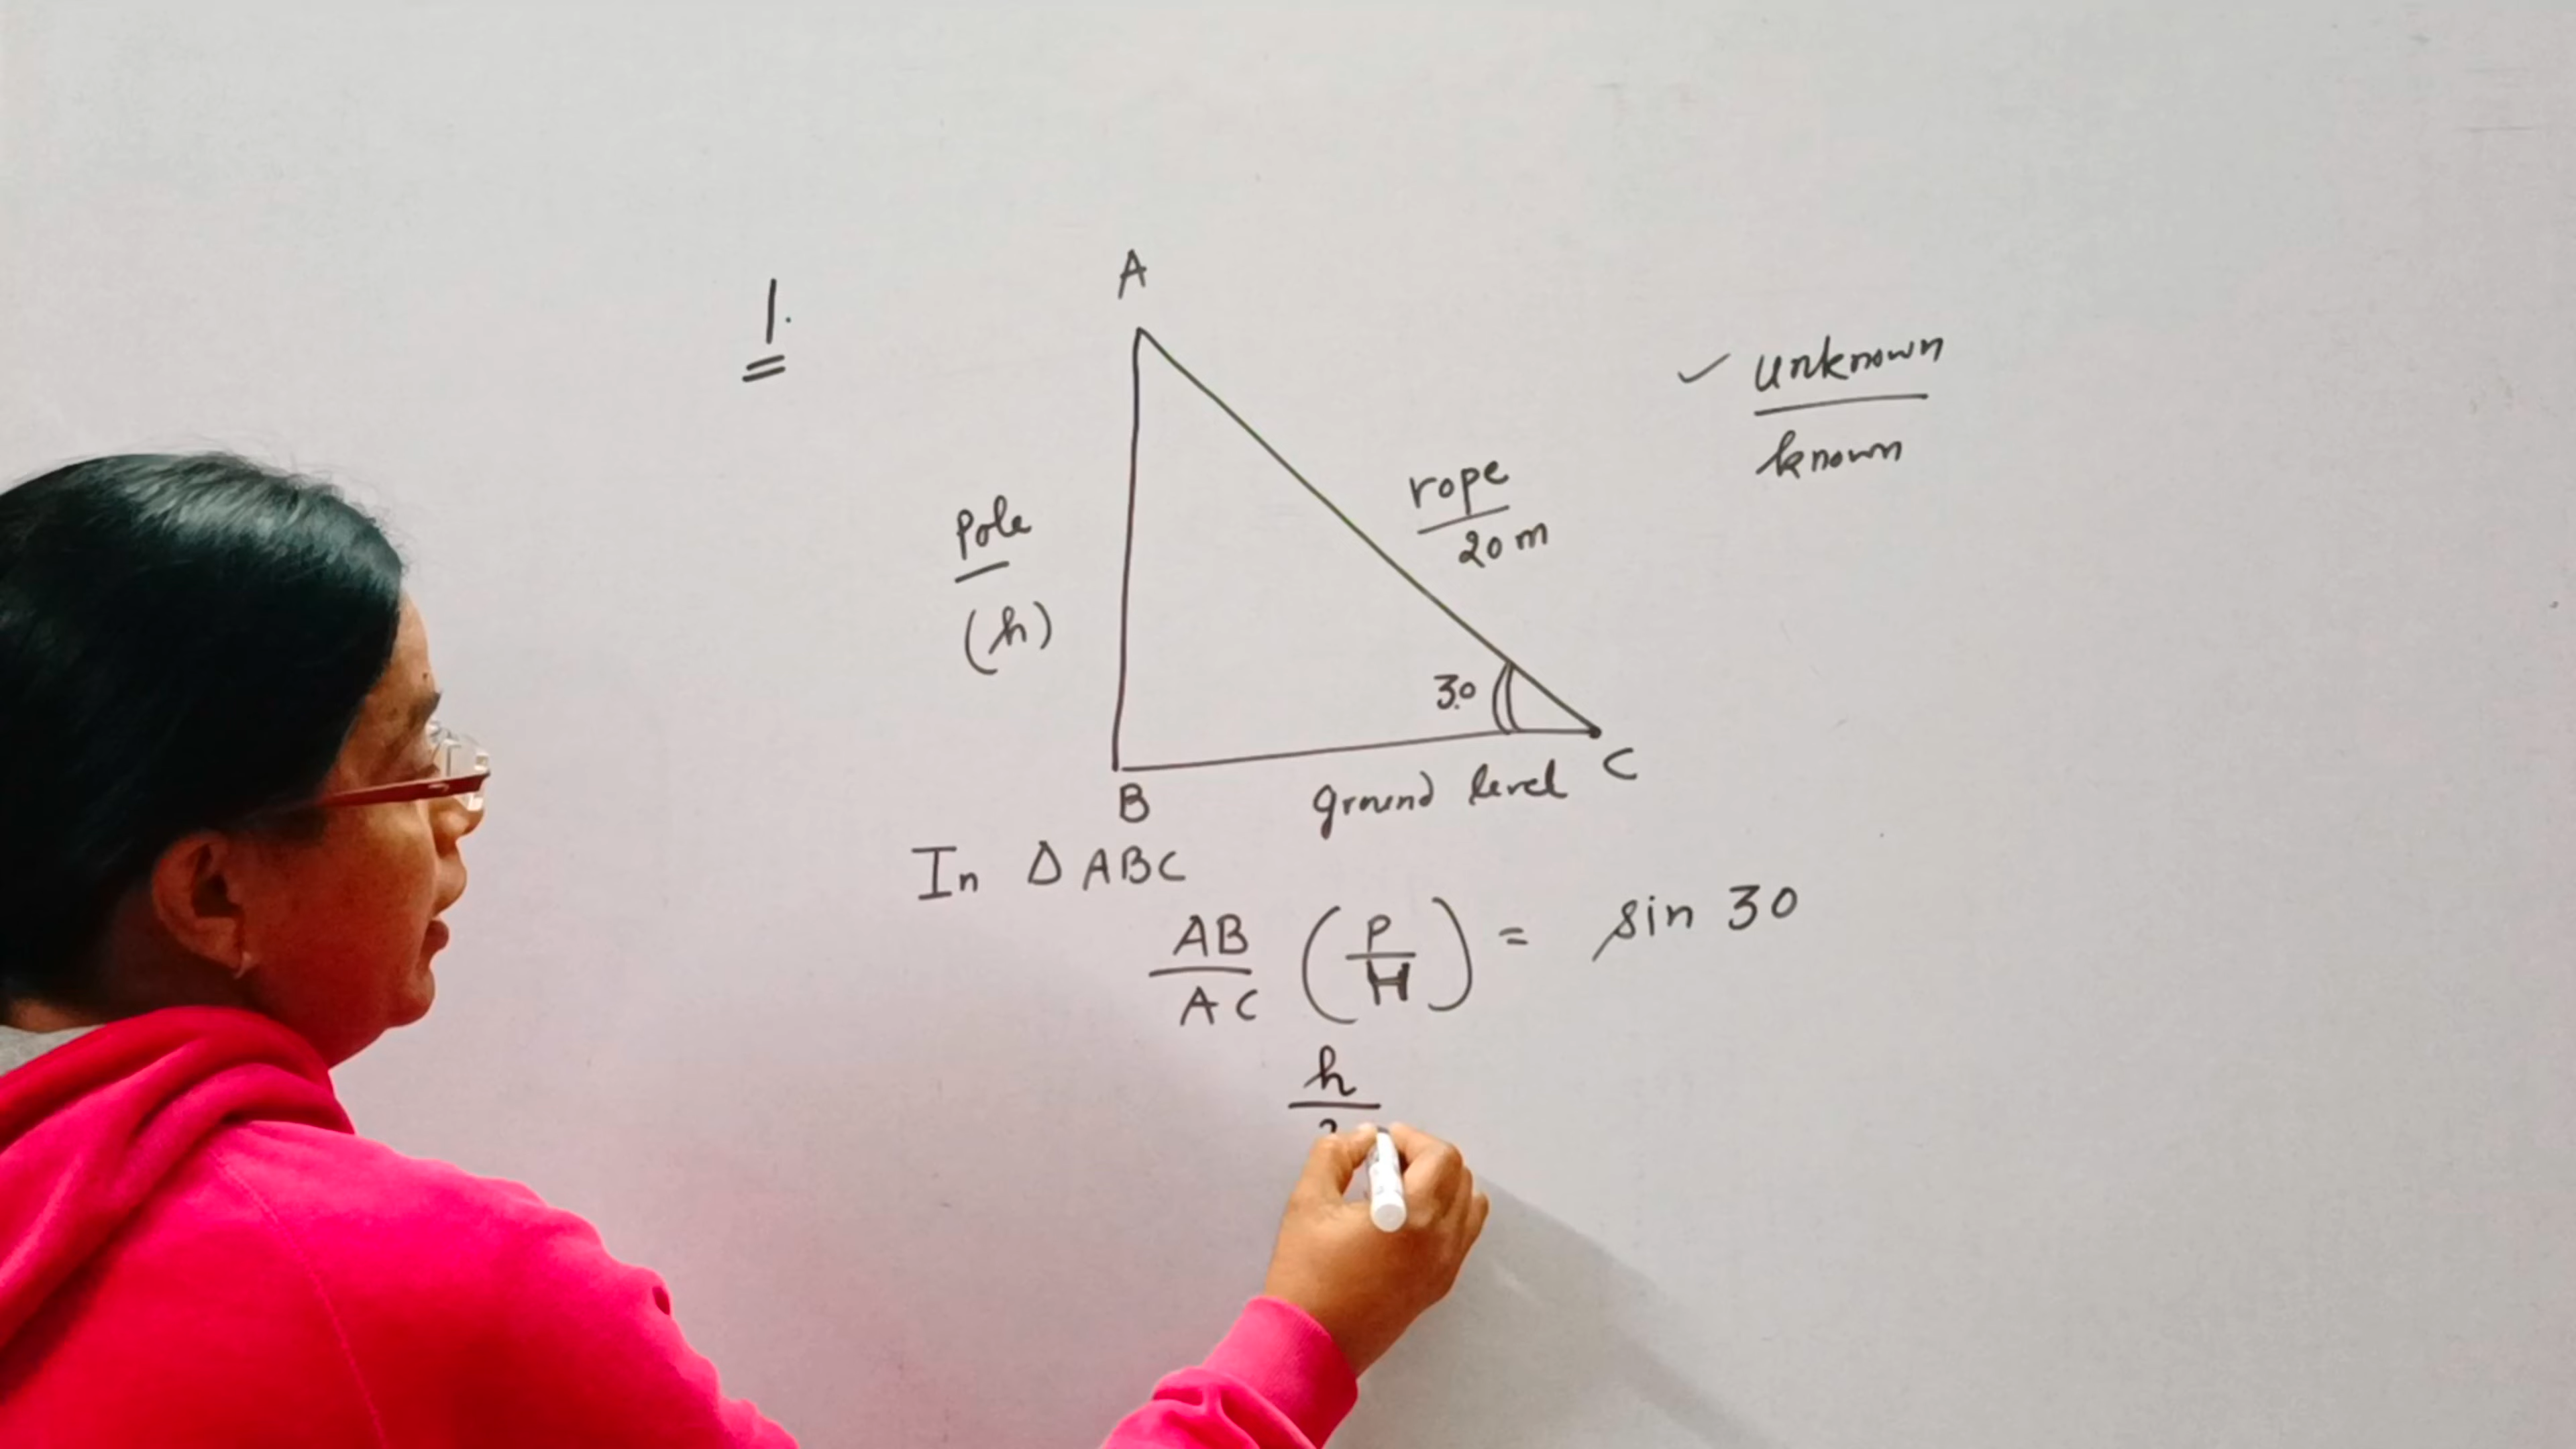 1.
A
unknown
known
rope
20 m
Pole
(h)
30
B
C
ground level
In Δ ABC
AB/AC (P/H) = sin 30
h